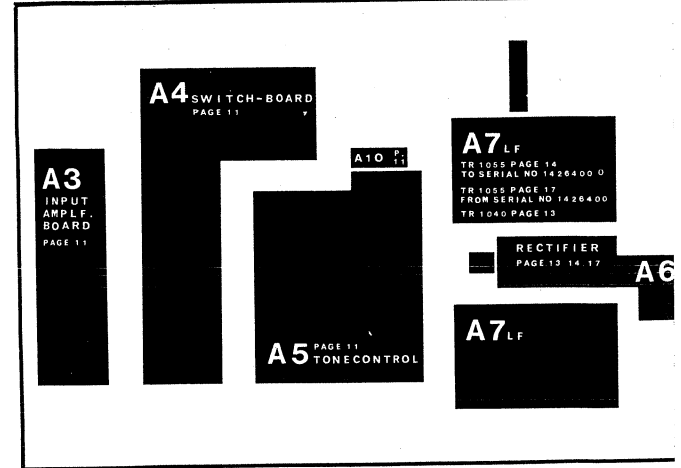 A3
INPUT
AMPLF.
BOARD
PAGE 11
A4 SWITCH-BOARD
PAGE 11
A10 P.
11
A5 PAGE 11
TONECONTROL
A7 LF
TR 1055 PAGE 14
TO SERIAL NO 1426400 0
TR 1055 PAGE 17
FROM SERIAL NO 1426400
TR 1040 PAGE 13
RECTIFIER
PAGE 13 14.17
A6
A7 LF